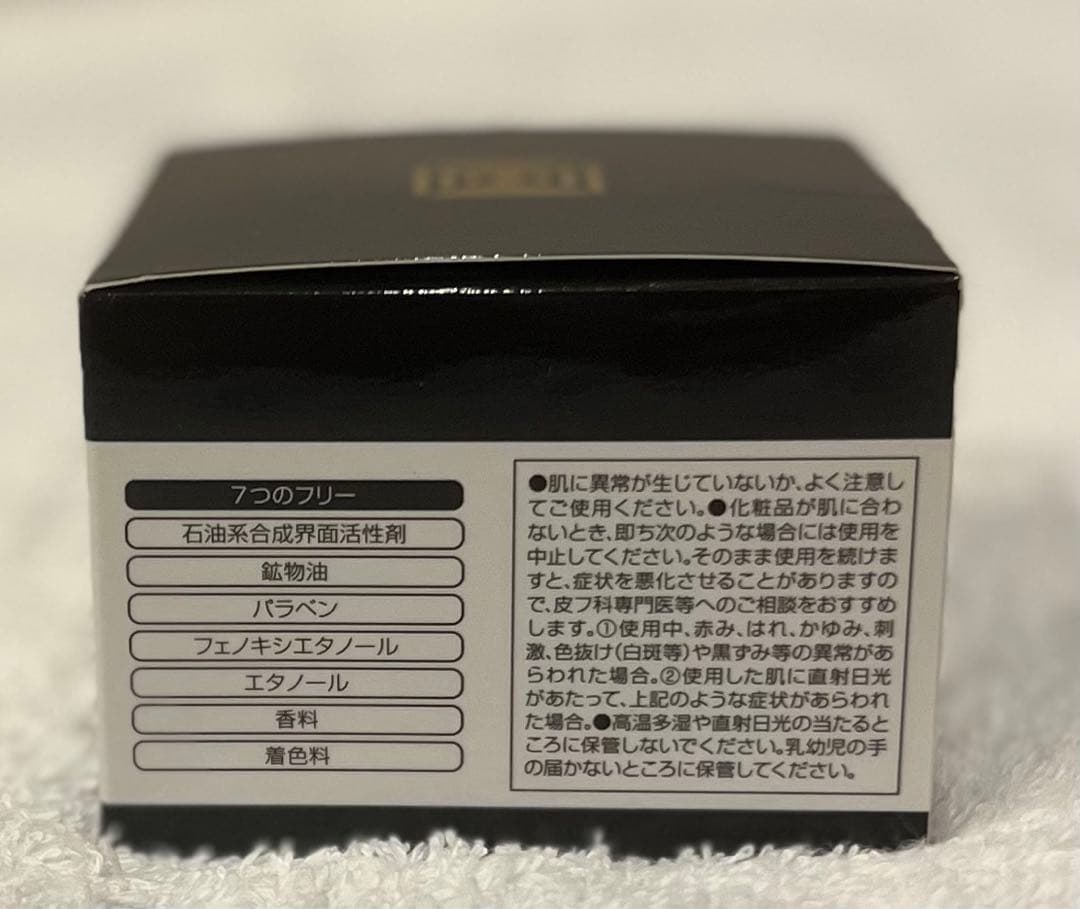 7つのフリー
石油系合成界面活性剤
鉱物油
パラベン
フェノキシエタノール
エタノール
香料
着色料
●肌に異常が生じていないか、よく注意し
てご使用ください。●化粧品が肌に合わ
ないとき、即ち次のような場合には使用を
中止してください。そのまま使用を続けま
すと、症状を悪化させることがありますの
で、皮フ科専門医等へのご相談をおすすめ
します。①使用中、赤み、はれ、かゆみ、刺
激、色抜け(白斑等)や黒ずみ等の異常があ
らわれた場合。②使用した肌に直射日光
があたって、上記のような症状があらわれ
た場合。●高温多湿や直射日光の当たると
ころに保管しないでください。乳幼児の手
の届かないところに保管してください。